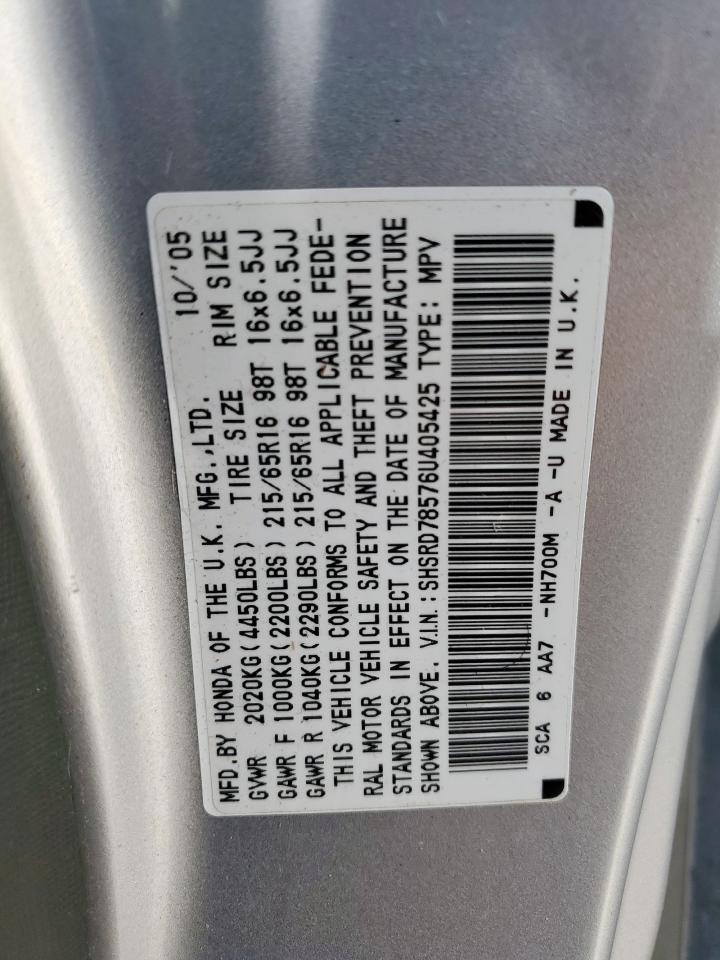 MFD.BY HONDA OF THE U.K. MFG.,LTD. 10/'05
GVWR 2020KG(4450LBS) TIRE SIZE RIM SIZE
GAWR F 1000KG(2200LBS) 215/65R16 98T 16x6.5JJ
GAWR R 1040KG(2290LBS) 215/65R16 98T 16x6.5JJ
THIS VEHICLE CONFORMS TO ALL APPLICABLE FEDE-
RAL MOTOR VEHICLE SAFETY AND THEFT PREVENTION
STANDARDS IN EFFECT ON THE DATE OF MANUFACTURE
SHOWN ABOVE. V.I.N.:SHSRD78576U405425 TYPE: MPV
SCA 6 AA7 -NH700M -A -U MADE IN U.K.